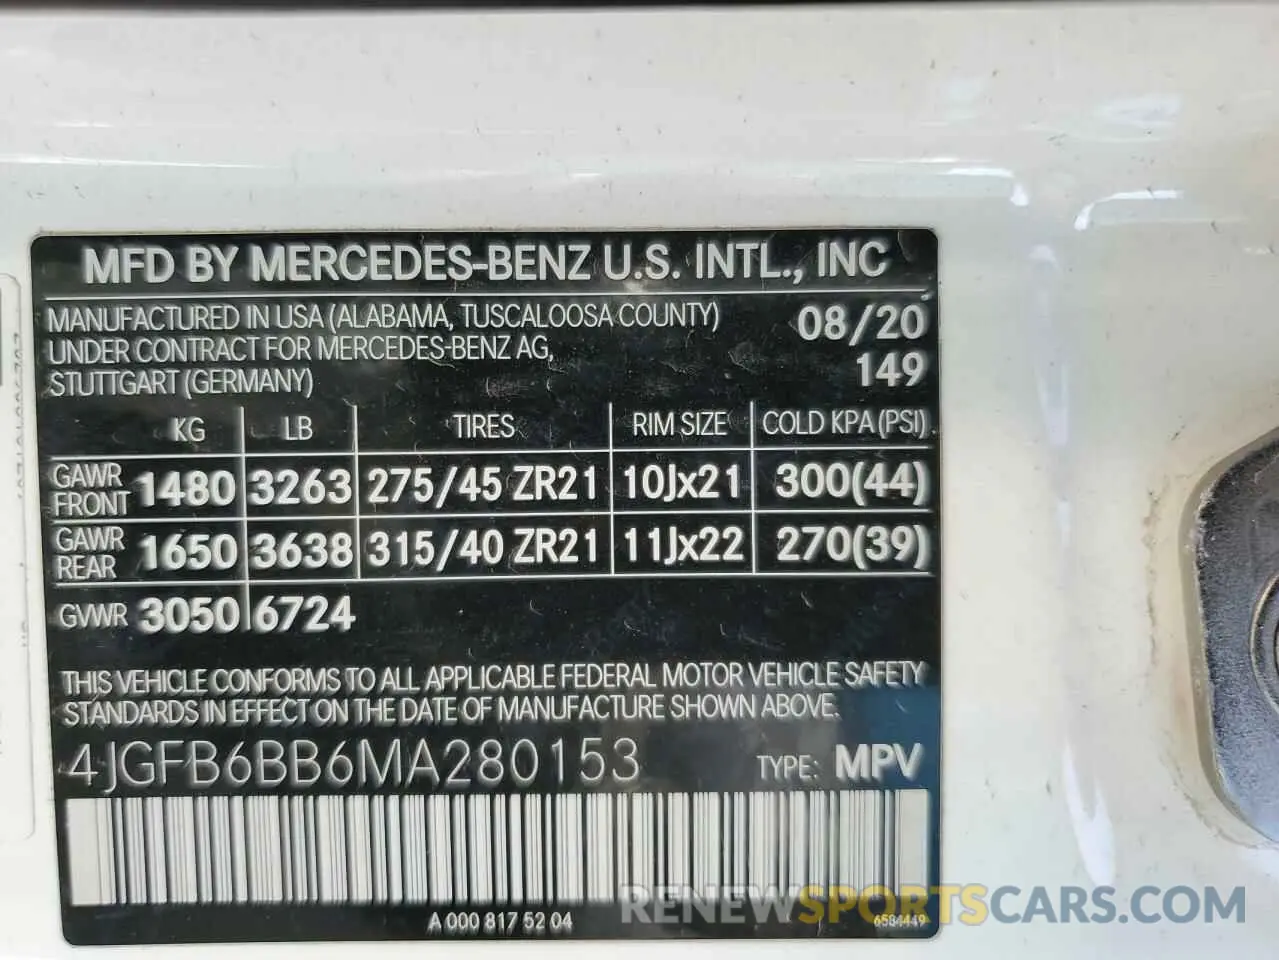 MFD BY MERCEDES-BENZ U.S. INTL., INC
MANUFACTURED IN USA (ALABAMA, TUSCALOOSA COUNTY) 08/20
UNDER CONTRACT FOR MERCEDES-BENZ AG,
STUTTGART (GERMANY) 149
KG LB TIRES RIM SIZE COLD KPA (PSI)
GAWR FRONT 1480 3263 275/45 ZR21 10Jx21 300(44)
GAWR REAR 1650 3638 315/40 ZR21 11Jx22 270(39)
GVWR 3050 6724
THIS VEHICLE CONFORMS TO ALL APPLICABLE FEDERAL MOTOR VEHICLE SAFETY
STANDARDS IN EFFECT ON THE DATE OF MANUFACTURE SHOWN ABOVE.
4JGFB6BB6MA280153 TYPE: MPV
A 000 817 52 04 6584449
RENEWSPORTSCARS.COM